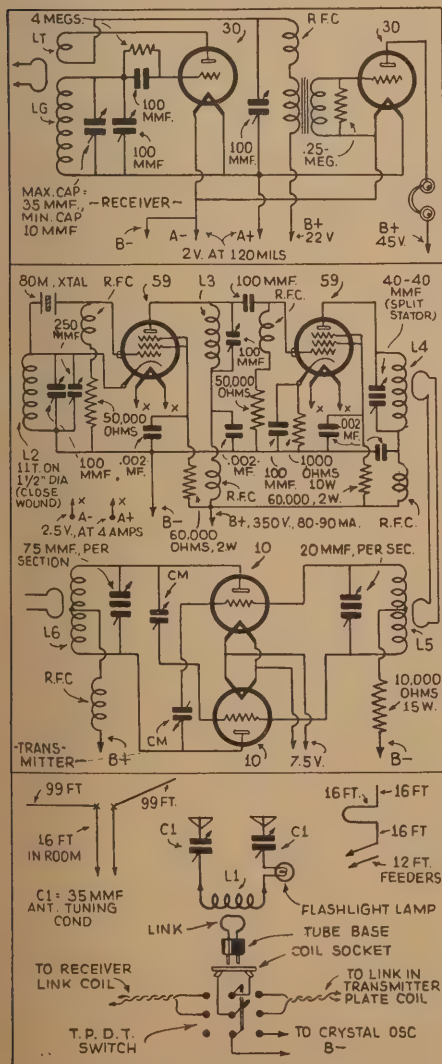 4 MEGS.
30
R.F.C
30
LT
LG
100
MMF.
100
MMF
100
MMF.
.25-
MEG.
MAX. CAP=
35 MMF.,
MIN. CAP
10 MMF
~RECEIVER~
B-
A-
A+
2V. AT 120 MILS
B+
22 V
B+
45V.
80M. XTAL
R.F.C
59
L3
100 MMF.
R.F.C.
59
40-40
MMF
(SPLIT
STATOR)
L4
250
MMF
100
MMF
50,000
OHMS
50,000
OHMS
L2
11T. ON
1 1/2" DIA
(CLOSE
WOUND)
100
MMF.
.002
MF.
.002-
MF.
100
MMF.
1000
OHMS
10W
.002
MF.
X
X
X
X
X
X
A-
A+
2.5V, AT 4 AMPS
B-
60,000
OHMS, 2W
R.F.C
B+, 350 V., 80-90 MA.
60,000, 2W.
R.F.C.
75 MMF, PER
SECTION
CM
10
20 MMF, PER SEC.
L6
L5
R.F.C
B+
CM
10
7.5 V.
10,000
OHMS
15 W.
B-
-TRANS-
MITTER-
99 FT.
99 FT.
16 FT
IN ROOM
C1
C1
L1
16 FT.
16 FT
16 FT
12 FT.
FEEDERS
C1= 35 MMF
ANT. TUNING
COND
FLASHLIGHT LAMP
LINK
TUBE BASE
COIL SOCKET
TO RECEIVER
LINK COIL
TO LINK IN
TRANSMITTER
PLATE COIL
T.P.D.T.
SWITCH
TO CRYSTAL OSC
B-